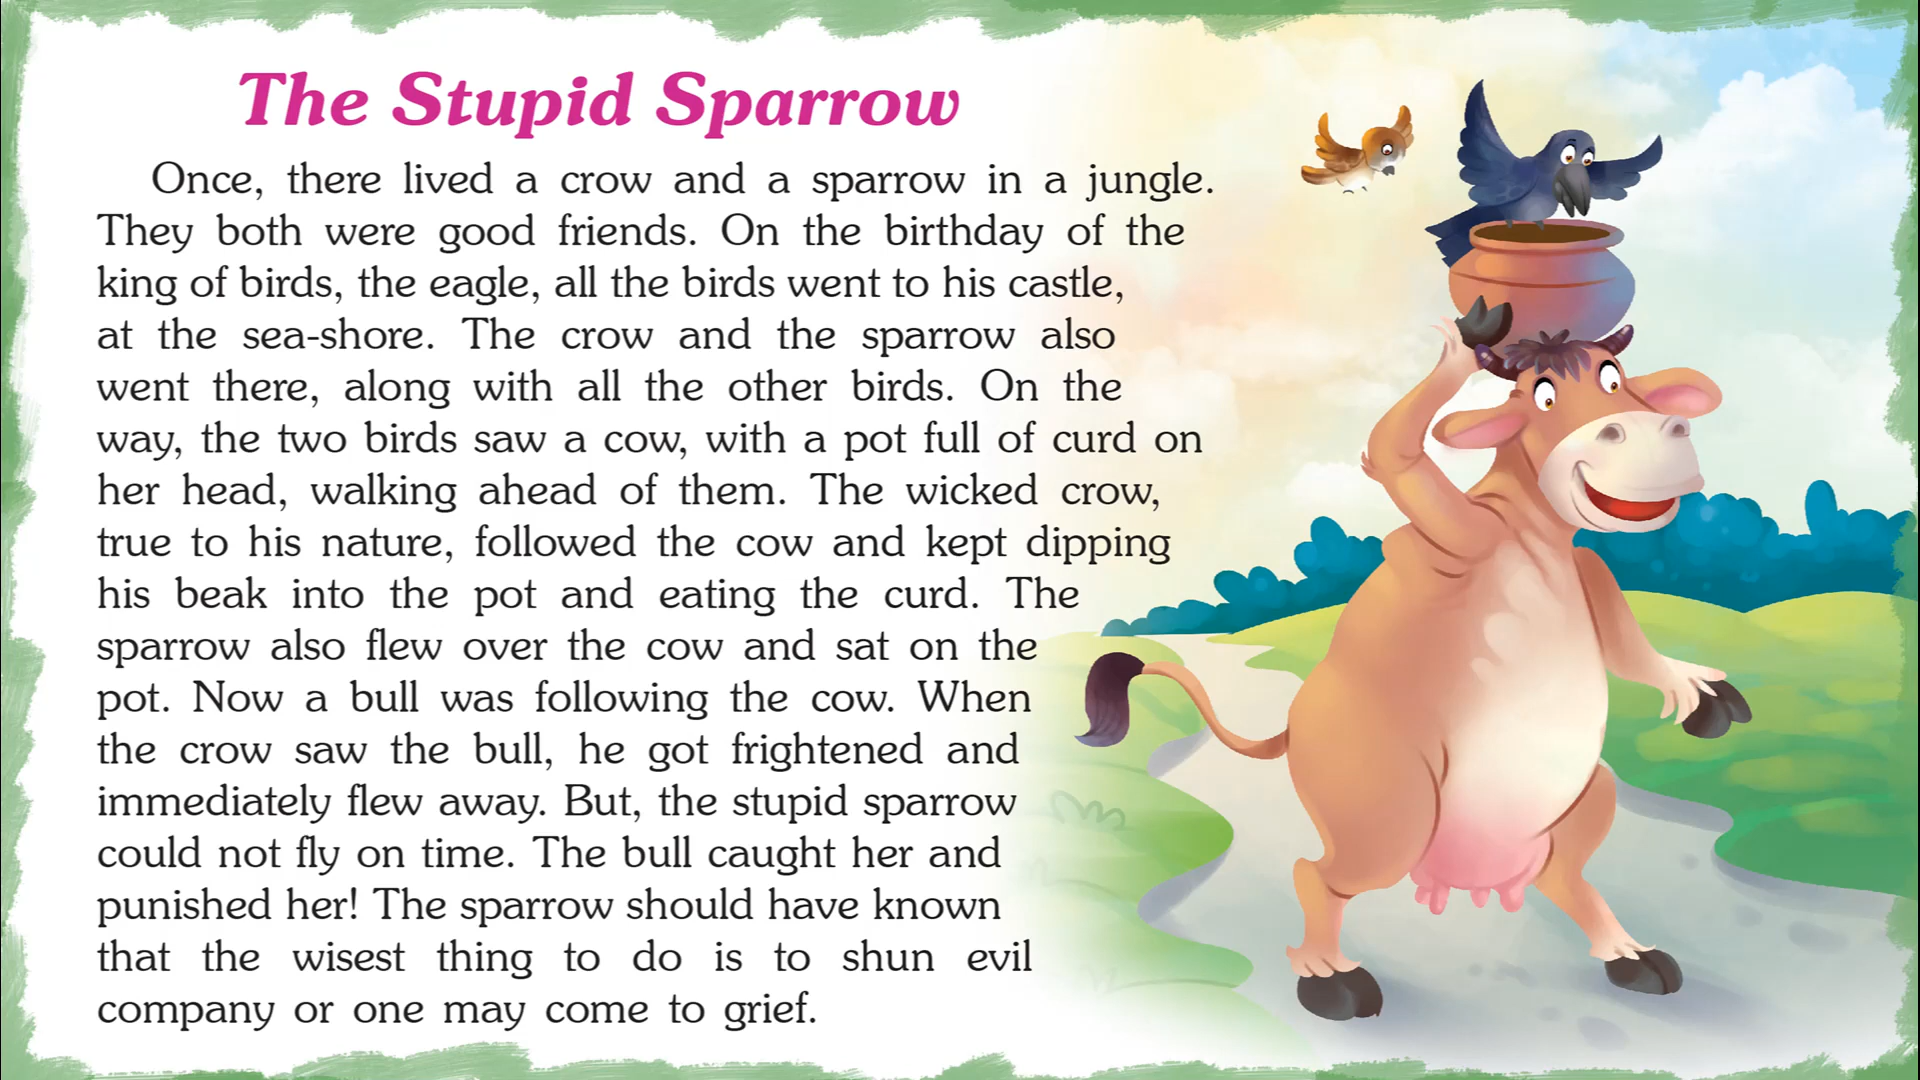 The Stupid Sparrow
Once, there lived a crow and a sparrow in a jungle.
They both were good friends. On the birthday of the
king of birds, the eagle, all the birds went to his castle,
at the sea-shore. The crow and the sparrow also
went there, along with all the other birds. On the
way, the two birds saw a cow, with a pot full of curd on
her head, walking ahead of them. The wicked crow,
true to his nature, followed the cow and kept dipping
his beak into the pot and eating the curd. The
sparrow also flew over the cow and sat on the
pot. Now a bull was following the cow. When
the crow saw the bull, he got frightened and
immediately flew away. But, the stupid sparrow
could not fly on time. The bull caught her and
punished her! The sparrow should have known
that the wisest thing to do is to shun evil
company or one may come to grief.